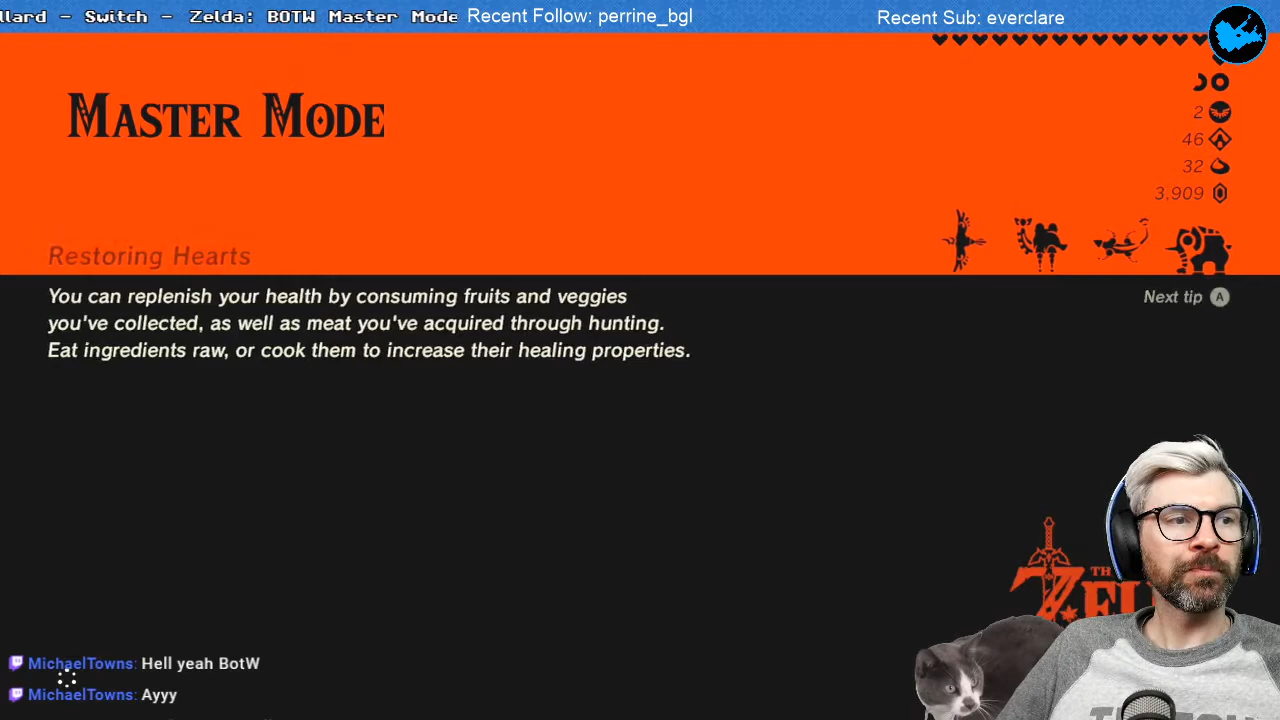 llard - Switch - Zelda: BOTW Master Mode
Recent Follow: perrine_bgl
Recent Sub: everclare
MASTER MODE
2
46
32
3,909
Restoring Hearts
You can replenish your health by consuming fruits and veggies
you've collected, as well as meat you've acquired through hunting.
Eat ingredients raw, or cook them to increase their healing properties.
Next tip A
TH
ZEL
MichaelTowns: Hell yeah BotW
MichaelTowns: Ayyy